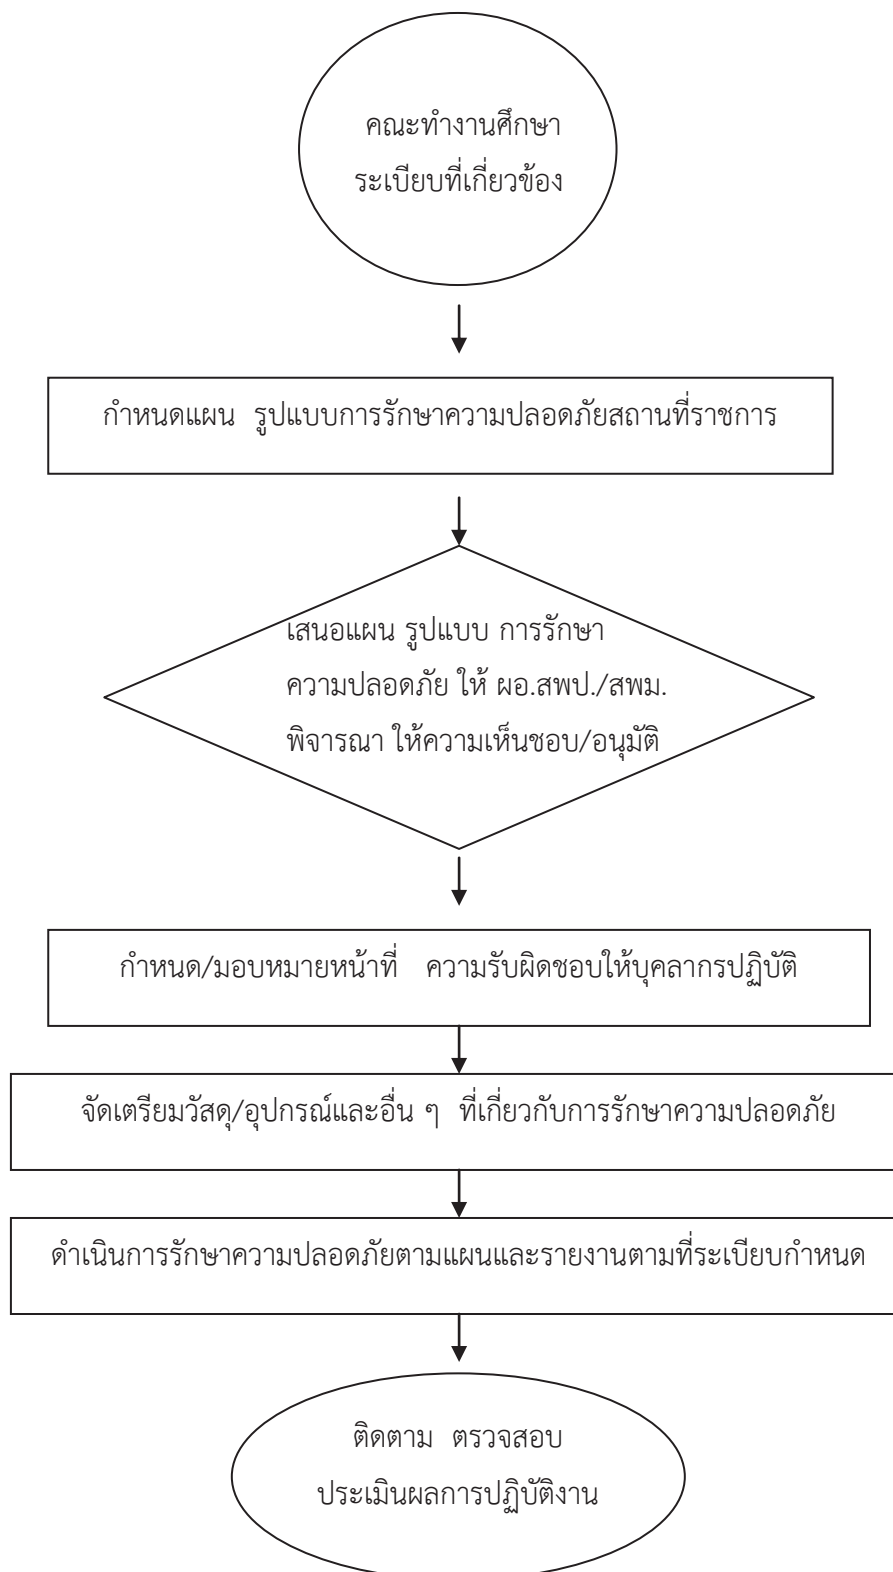 คณะทำงานศึกษา
ระเบียบที่เกี่ยวข้อง
กำหนดแผน รูปแบบการรักษาความปลอดภัยสถานที่ราชการ
เสนอแผน รูปแบบ การรักษา
ความปลอดภัย ให้ ผอ.สพป./สพม.
พิจารณา ให้ความเห็นชอบ/อนุมัติ
กำหนด/มอบหมายหน้าที่ ความรับผิดชอบให้บุคลากรปฏิบัติ
จัดเตรียมวัสดุ/อุปกรณ์และอื่น ๆ ที่เกี่ยวกับการรักษาความปลอดภัย
ดำเนินการรักษาความปลอดภัยตามแผนและรายงานตามที่ระเบียบกำหนด
ติดตาม ตรวจสอบ
ประเมินผลการปฏิบัติงาน